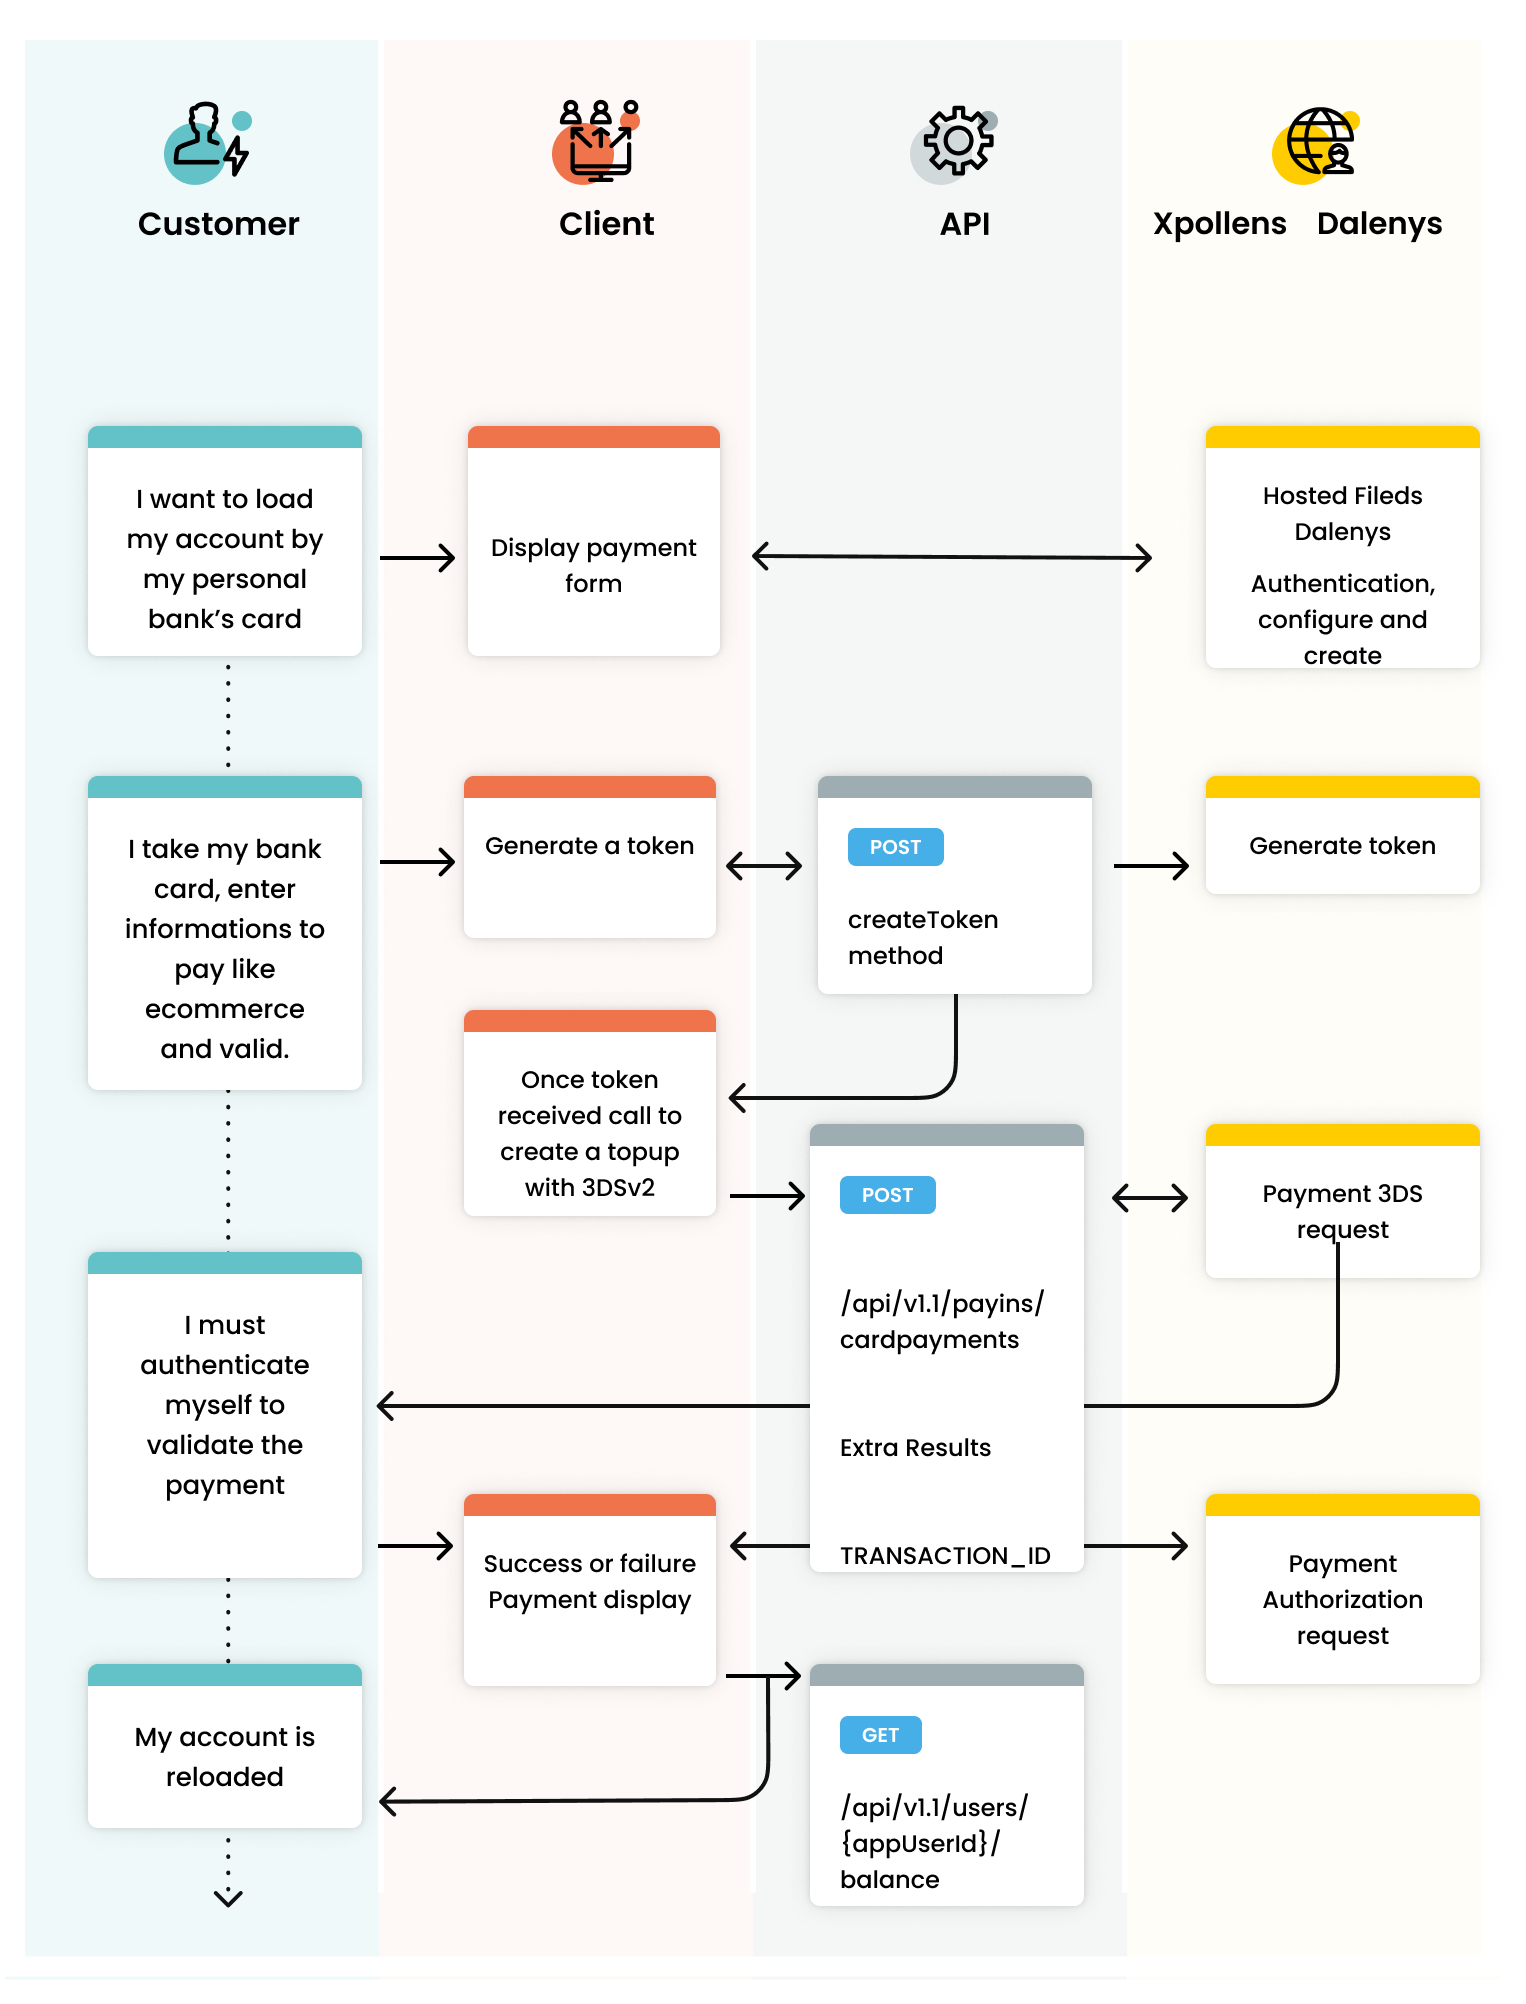 Customer
Client
API
Xpollens Dalenys
I want to load
my account by
my personal
bank’s card
Display payment
form
Hosted Fileds
Dalenys
Authentication,
configure and
create
I take my bank
card, enter
informations to
pay like
ecommerce
and valid.
Generate a token
POST
createToken
method
Generate token
Once token
received call to
create a topup
with 3DSv2
POST
/api/v1.1/payins/
cardpayments
Extra Results
TRANSACTION_ID
Payment 3DS
request
I must
authenticate
myself to
validate the
payment
Success or failure
Payment display
Payment
Authorization
request
My account is
reloaded
GET
/api/v1.1/users/
{appUserId}/
balance